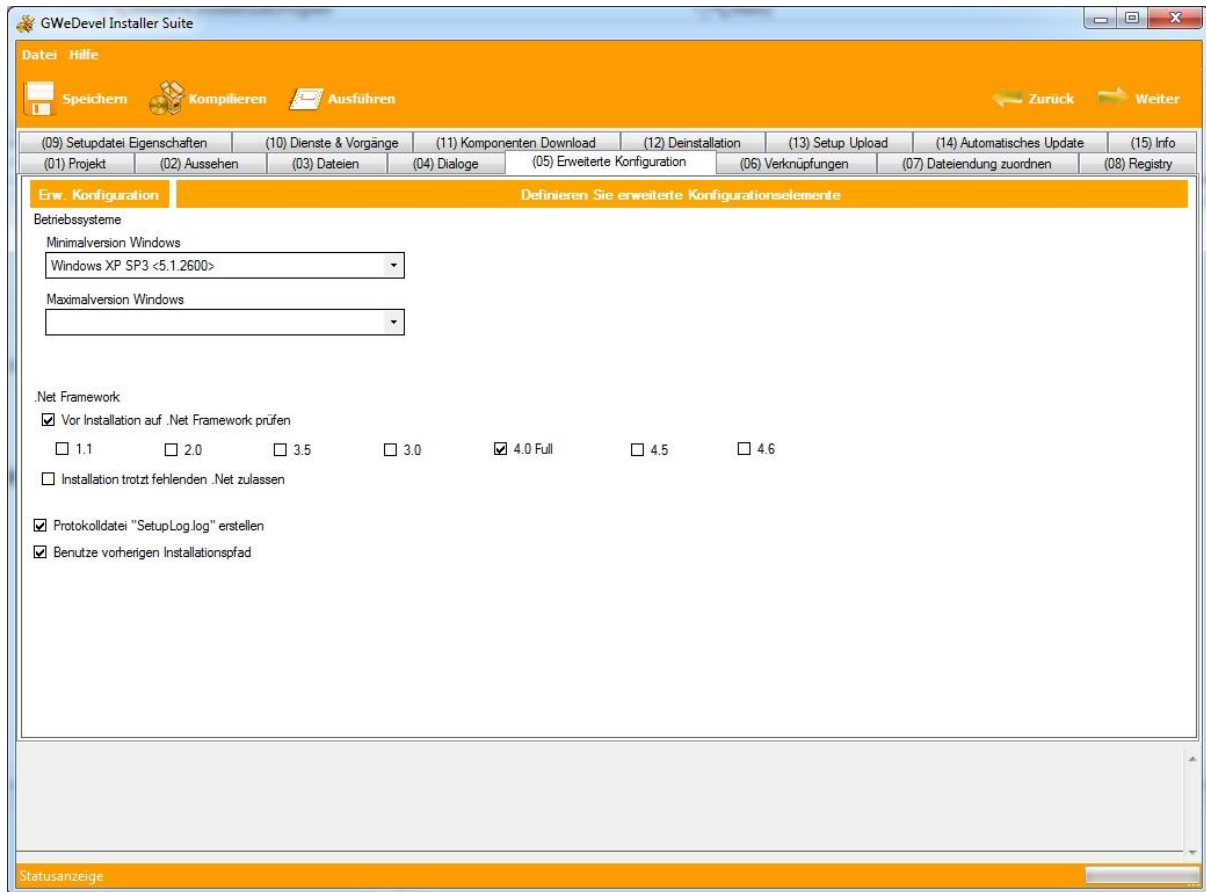 GWeDevel Installer Suite
Datei Hilfe
Speichern Kompilieren Ausführen Zurück Weiter
(09) Setupdatei Eigenschaften (10) Dienste & Vorgänge (11) Komponenten Download (12) Deinstallation (13) Setup Upload (14) Automatisches Update (15) Info
(01) Projekt (02) Aussehen (03) Dateien (04) Dialoge (05) Erweiterte Konfiguration (06) Verknüpfungen (07) Dateiendung zuordnen (08) Registry
Erw. Konfiguration Definieren Sie erweiterte Konfigurationselemente
Betriebssysteme
Minimalversion Windows
Windows XP SP3 <5.1.2600>
Maximalversion Windows
.Net Framework
Vor Installation auf .Net Framework prüfen
1.1 2.0 3.5 3.0 4.0 Full 4.5 4.6
Installation trotzt fehlenden .Net zulassen
Protokolldatei "SetupLog.log" erstellen
Benutze vorherigen Installationspfad
Statusanzeige